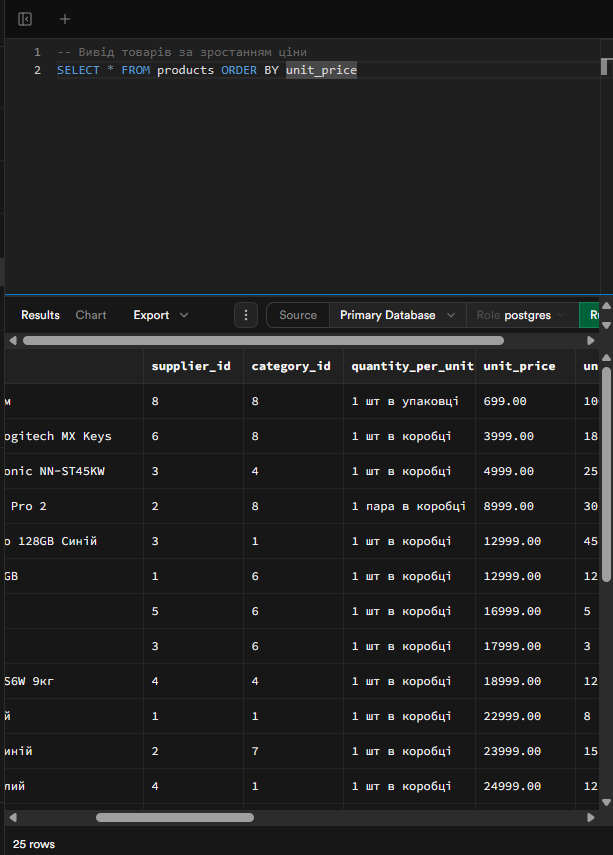 1 -- Вивід товарів за зростанням ціни
2 SELECT * FROM products ORDER BY unit_price
Results Chart Export Source Primary Database Role postgres Ru
supplier_id category_id quantity_per_unit unit_price un
м 8 8 1 шт в упаковці 699.00 10
ogitech MX Keys 6 8 1 шт в коробці 3999.00 18
onic NN-ST45KW 3 4 1 шт в коробці 4999.00 25
Pro 2 2 8 1 пара в коробці 8999.00 30
o 128GB Синій 3 1 1 шт в коробці 12999.00 45
GB 1 6 1 шт в коробці 12999.00 12
5 6 1 шт в коробці 16999.00 5
3 6 1 шт в коробці 17999.00 3
S6W 9кг 4 4 1 шт в коробці 18999.00 12
й 1 1 1 шт в коробці 22999.00 8
иній 2 7 1 шт в коробці 23999.00 15
лий 4 1 1 шт в коробці 24999.00 12
25 rows